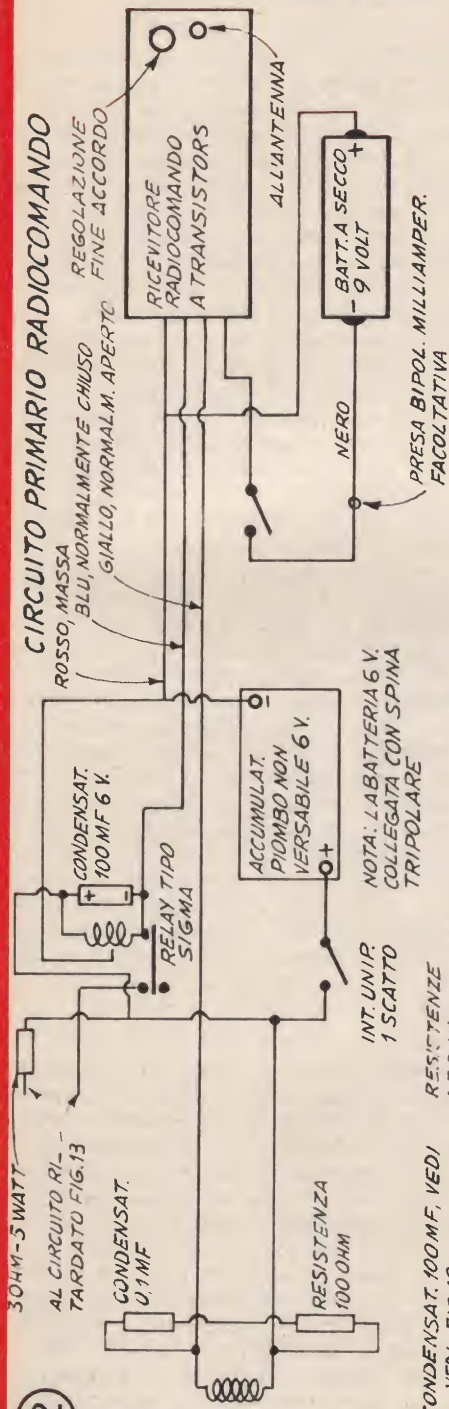 CIRCUITO PRIMARIO RADIOCOMANDO
ROSSO, MASSA
BLU, NORMALMENTE CHIUSO
GIALLO, NORMALM. APERTO
REGOLAZIONE
FINE ACCORDO
RICEVITORE
RADIOCOMANDO
A TRANSISTORS
ALL'ANTENNA
- BATT. A SECCO +
9 VOLT
NERO
PRESA BIPOL. MILLIAMPER.
FACOLTATIVA
3 OHM-5 WATT
AL CIRCUITO RI-
TARDATO FIG. 13
+ -
CONDENSAT.
100 MF 6 V.
RELAY TIPO
SIGMA
CONDENSAT.
0,1 MF
RESISTENZA
100 OHM
-
ACCUMULAT.
PIOMBO NON
VERSABILE 6 V.
+
INT. UNIP.
1 SCATTO
NOTA: LA BATTERIA 6 V.
COLLEGATA CON SPINA
TRIPOLARE
CONDENSAT. 100 MF, VEDI
RESISTENZE